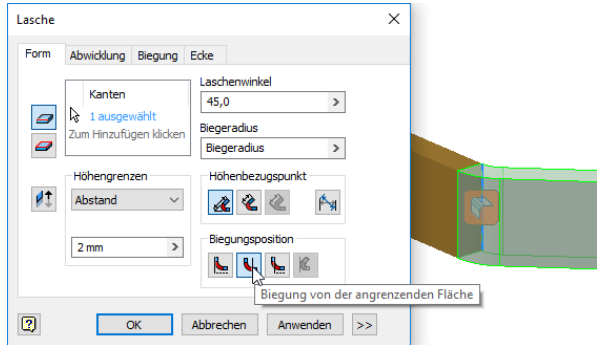 Lasche
Form Abwicklung Biegung Ecke
Kanten
1 ausgewählt
Zum Hinzufügen klicken
Laschenwinkel
45,0
Biegeradius
Biegeradius
Höhengrenzen
Abstand
2 mm
Höhenbezugspunkt
Biegungsposition
Biegung von der angrenzenden Fläche
OK Abbrechen Anwenden >>